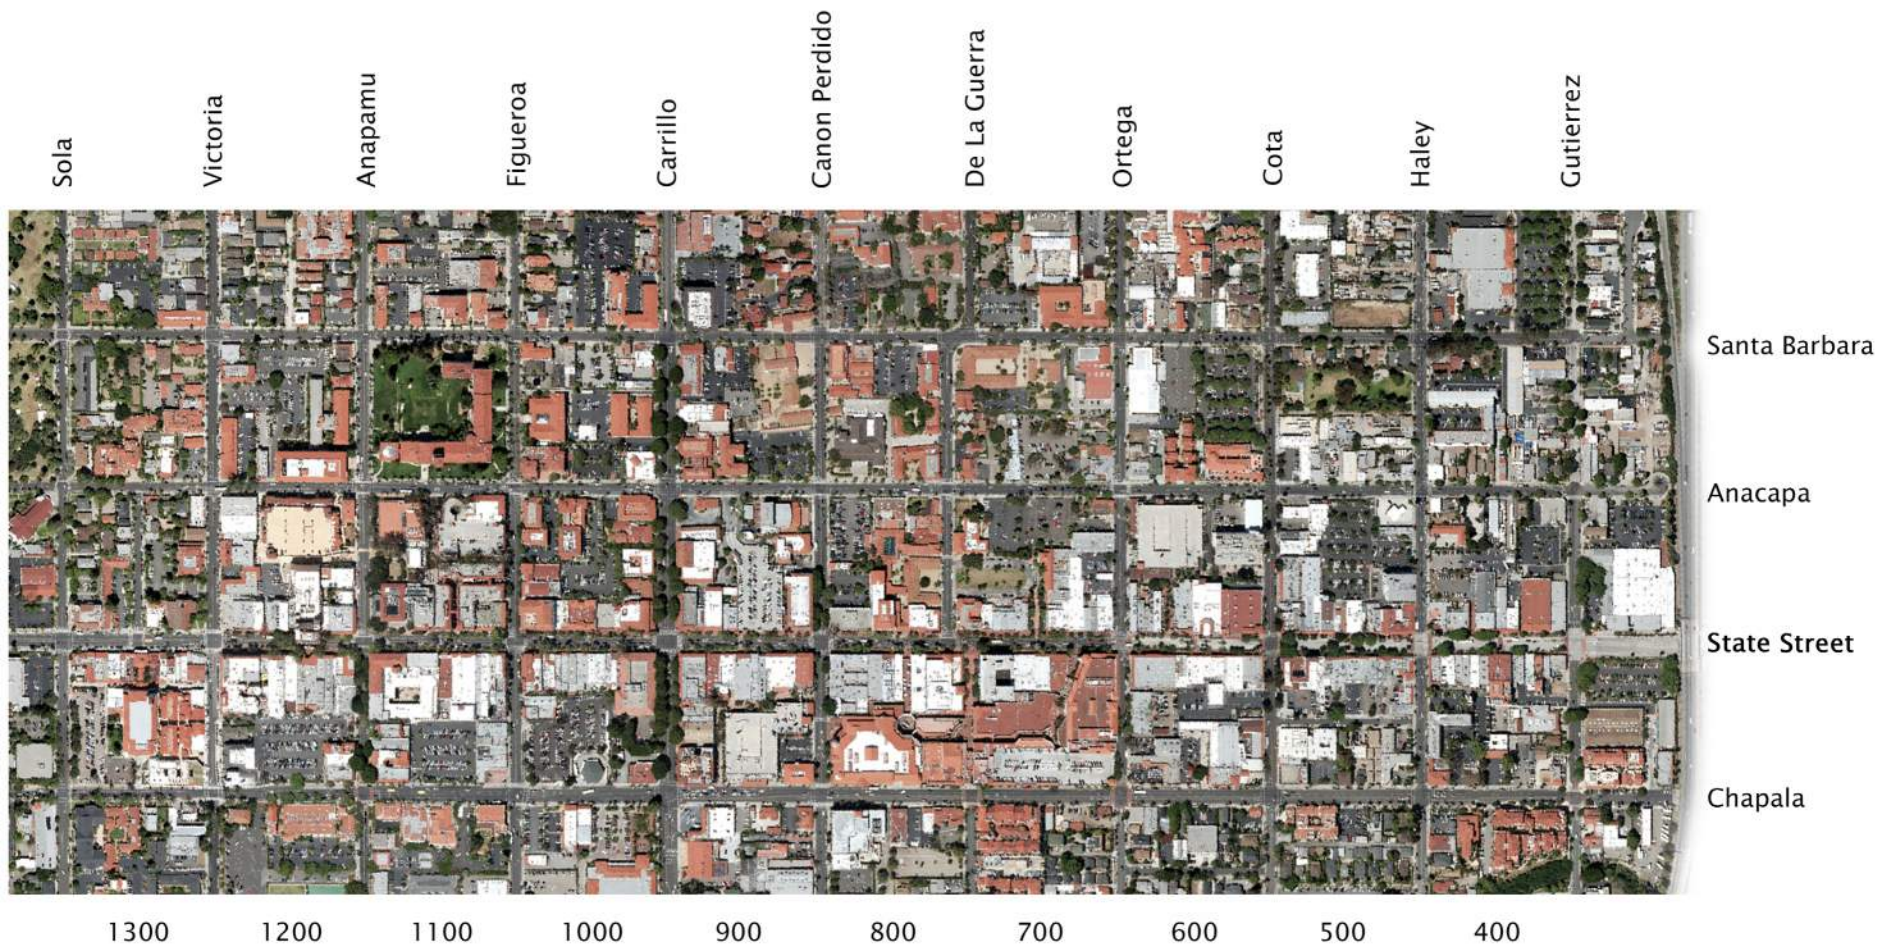 Sola
Victoria
Anapamu
Figueroa
Carrillo
Canon Perdido
De La Guerra
Ortega
Cota
Haley
Gutierrez
Santa Barbara
Anacapa
State Street
Chapala
1300
1200
1100
1000
900
800
700
600
500
400